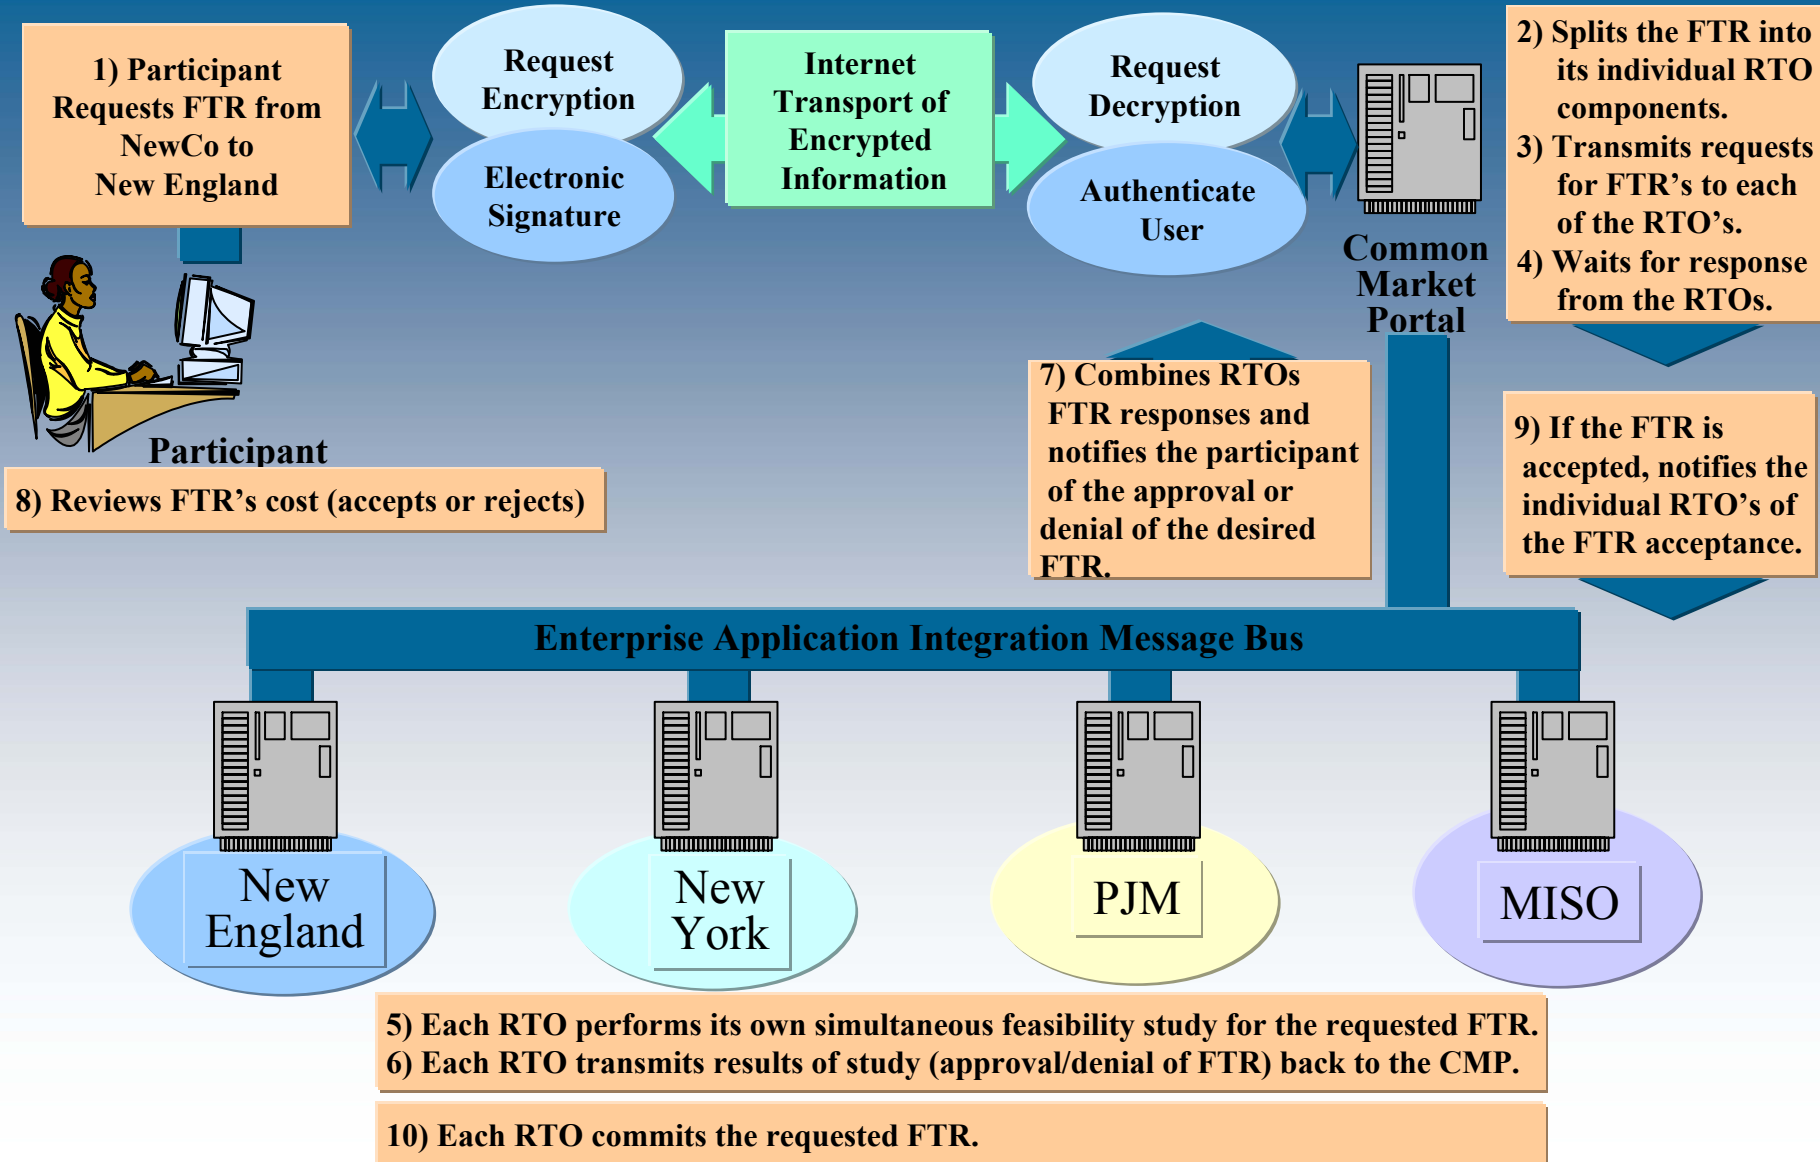 1) Participant
Requests FTR from
NewCo to
New England
Request
Encryption
Electronic
Signature
Internet
Transport of
Encrypted
Information
Request
Decryption
Authenticate
User
Common
Market
Portal
2) Splits the FTR into
its individual RTO
components.
3) Transmits requests
for FTR's to each
of the RTO's.
4) Waits for response
from the RTOs.
Participant
8) Reviews FTR's cost (accepts or rejects)
7) Combines RTOs
FTR responses and
notifies the participant
of the approval or
denial of the desired
FTR.
9) If the FTR is
accepted, notifies the
individual RTO's of
the FTR acceptance.
Enterprise Application Integration Message Bus
New
England
New
York
PJM
MISO
5) Each RTO performs its own simultaneous feasibility study for the requested FTR.
6) Each RTO transmits results of study (approval/denial of FTR) back to the CMP.
10) Each RTO commits the requested FTR.